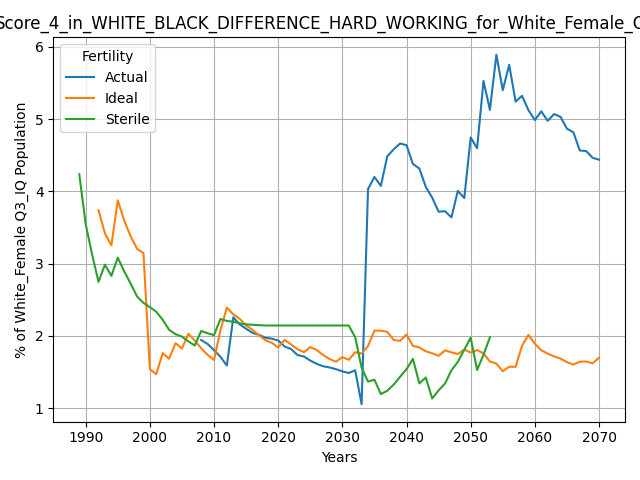 Score_4_in_WHITE_BLACK_DIFFERENCE_HARD_WORKING_for_White_Female_Q
Fertility
Actual
Ideal
Sterile
% of White_Female Q3_IQ Population
6
5
4
3
2
1
1990 2000 2010 2020 2030 2040 2050 2060 2070
Years